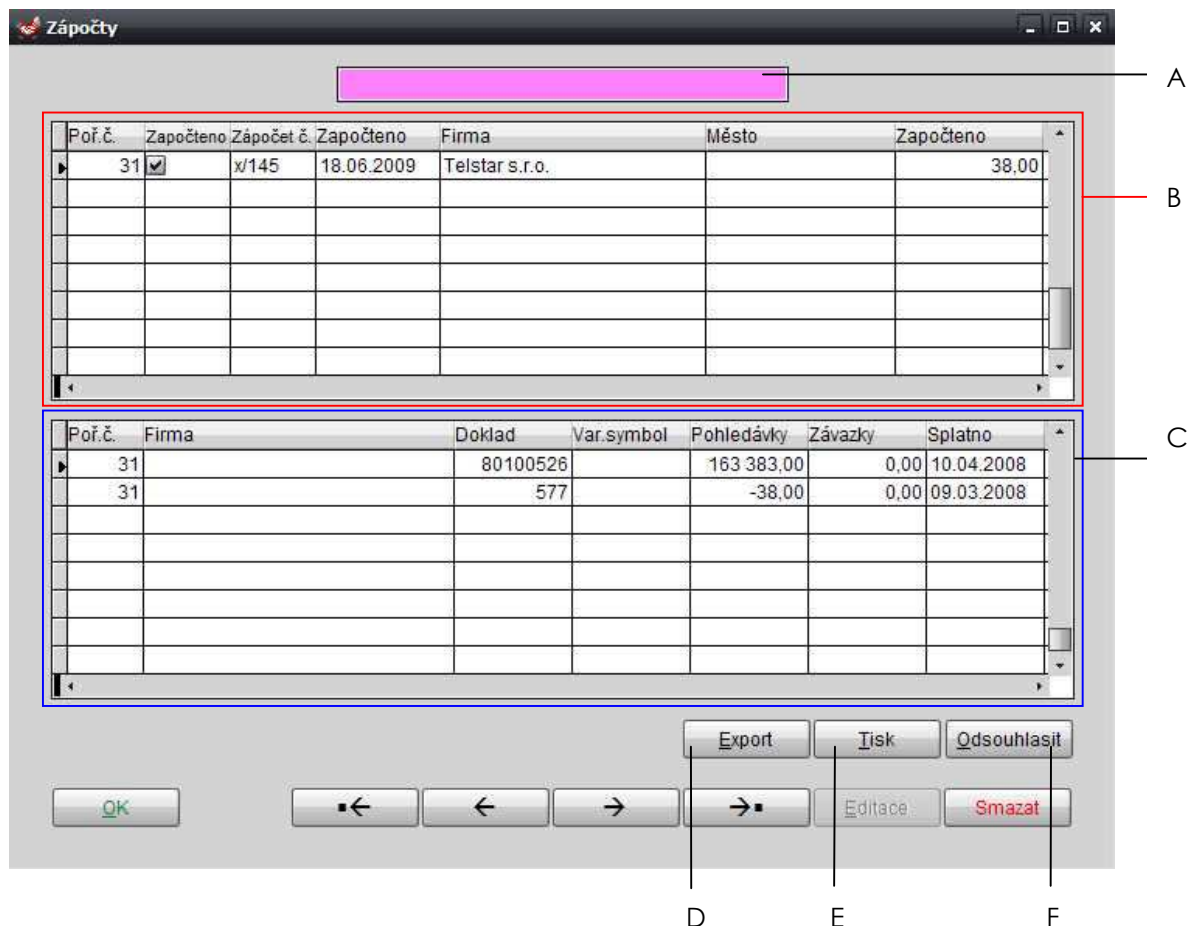 Zápočty
A
Poř.č. Započteno Zápočet č. Započteno Firma Město Započteno
31 x/145 18.06.2009 Telstar s.r.o. 38,00
B
Poř.č. Firma Doklad Var.symbol Pohledávky Závazky Splatno
C
31 80100526 163 383,00 0,00 10.04.2008
31 577 -38,00 0,00 09.03.2008
Export Tisk Odsouhlasit
OK Editace Smazat
D E F